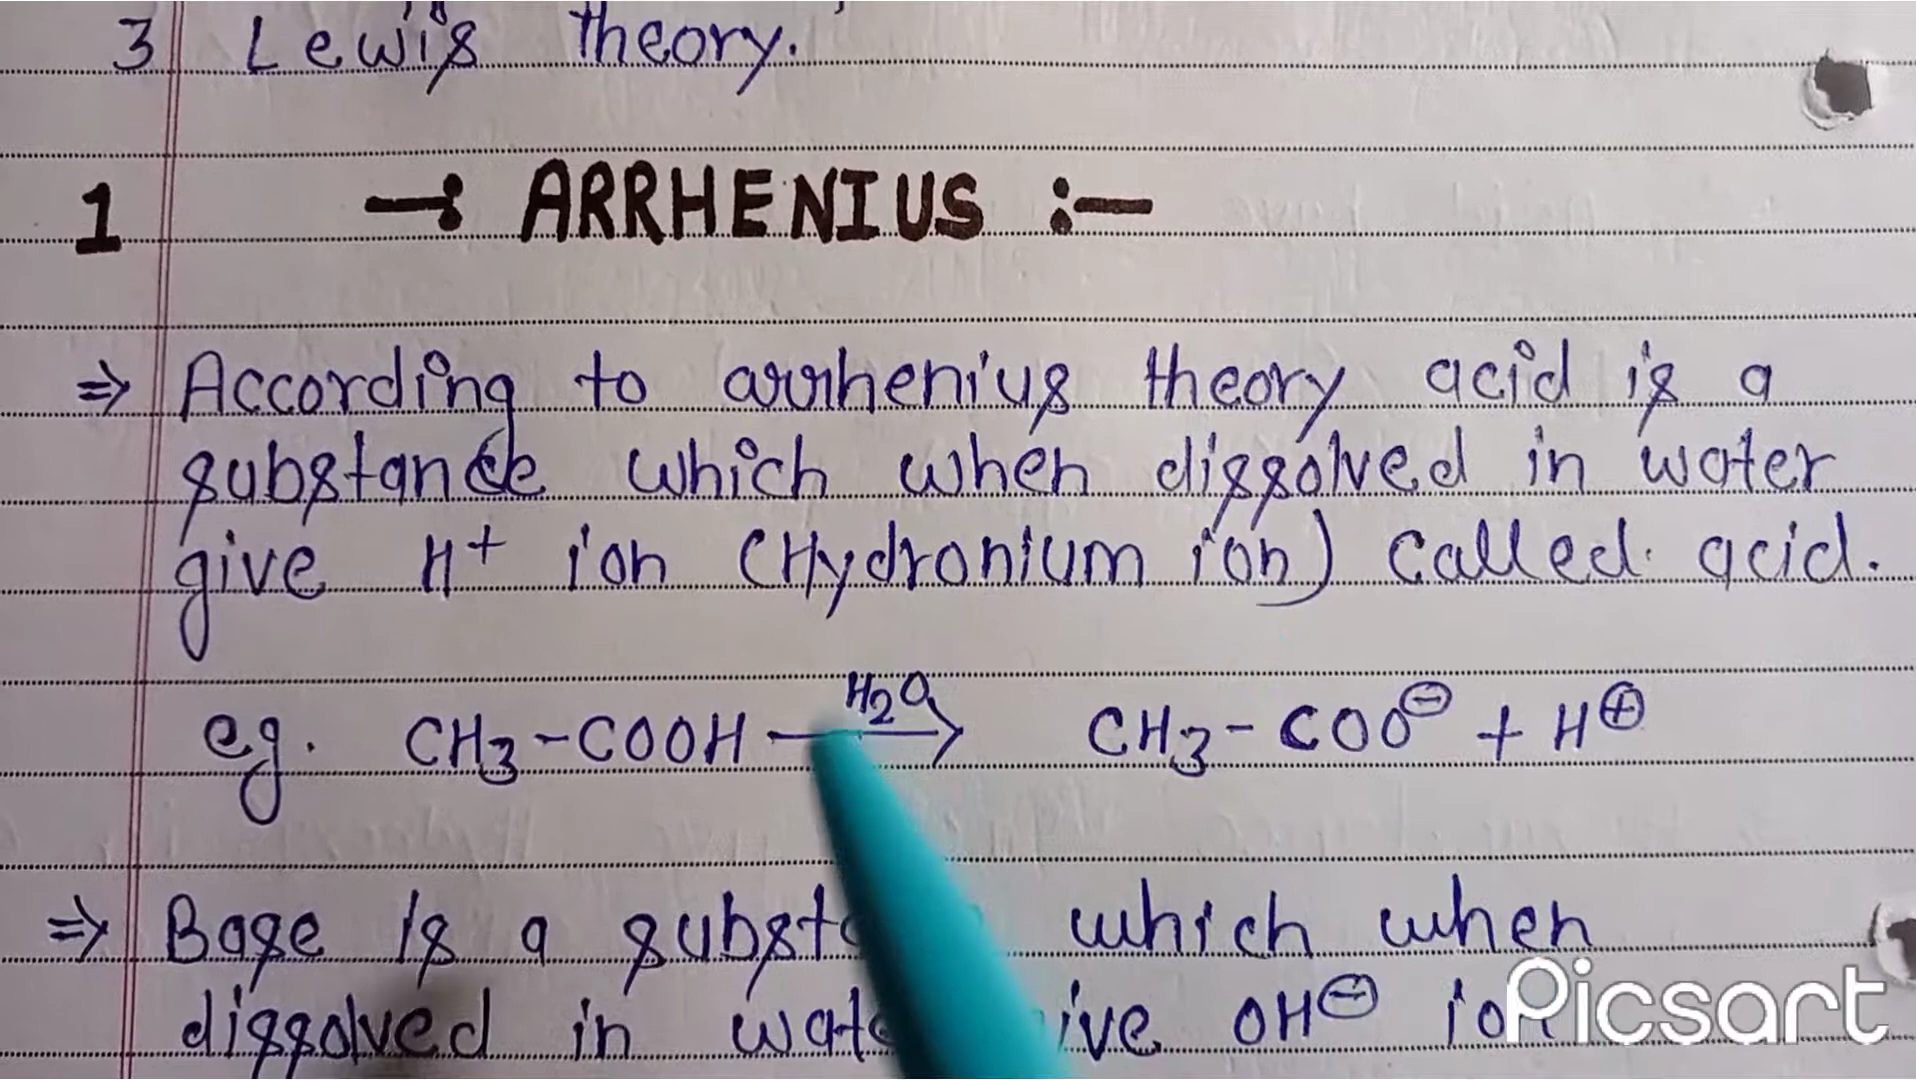 3 Lewis theory.
1 → ARRHENIUS :-
⇒ According to arrhenius theory acid is a
substance which when dissolved in water
give H+ ion (Hydronium ion) called acid.
eg. CH3-COOH —H2O→ CH3-COO⊖ + H⊕
⇒ Base is a which when
dissolved in OH⊖ ion
Picsart